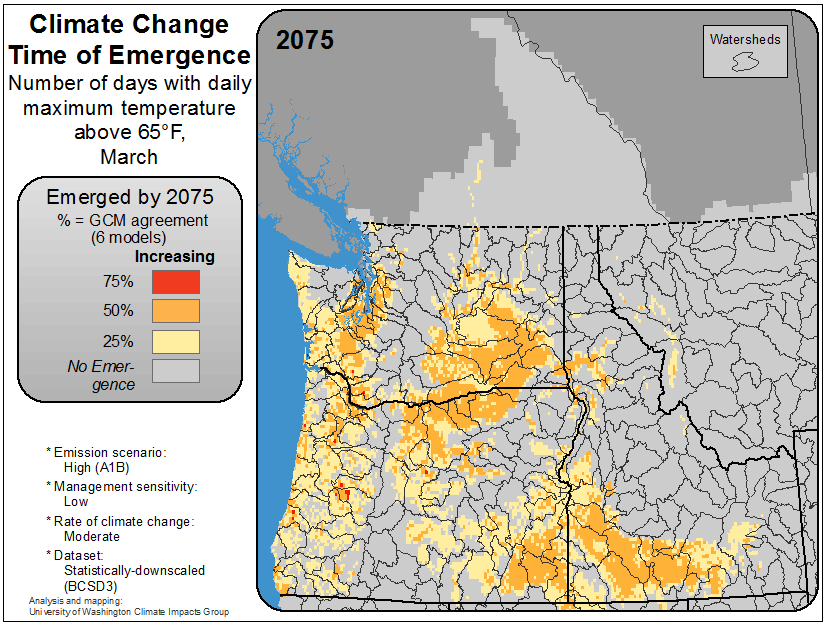 Climate Change
Time of Emergence
Number of days with daily
maximum temperature
above 65°F,
March
Emerged by 2075
% = GCM agreement
(6 models)
Increasing
75%
50%
25%
No Emer-
gence
* Emission scenario:
High (A1B)
* Management sensitivity:
Low
* Rate of climate change:
Moderate
* Dataset:
Statistically-downscaled
(BCSD3)
Analysis and mapping:
University of Washington Climate Impacts Group
2075
Watersheds